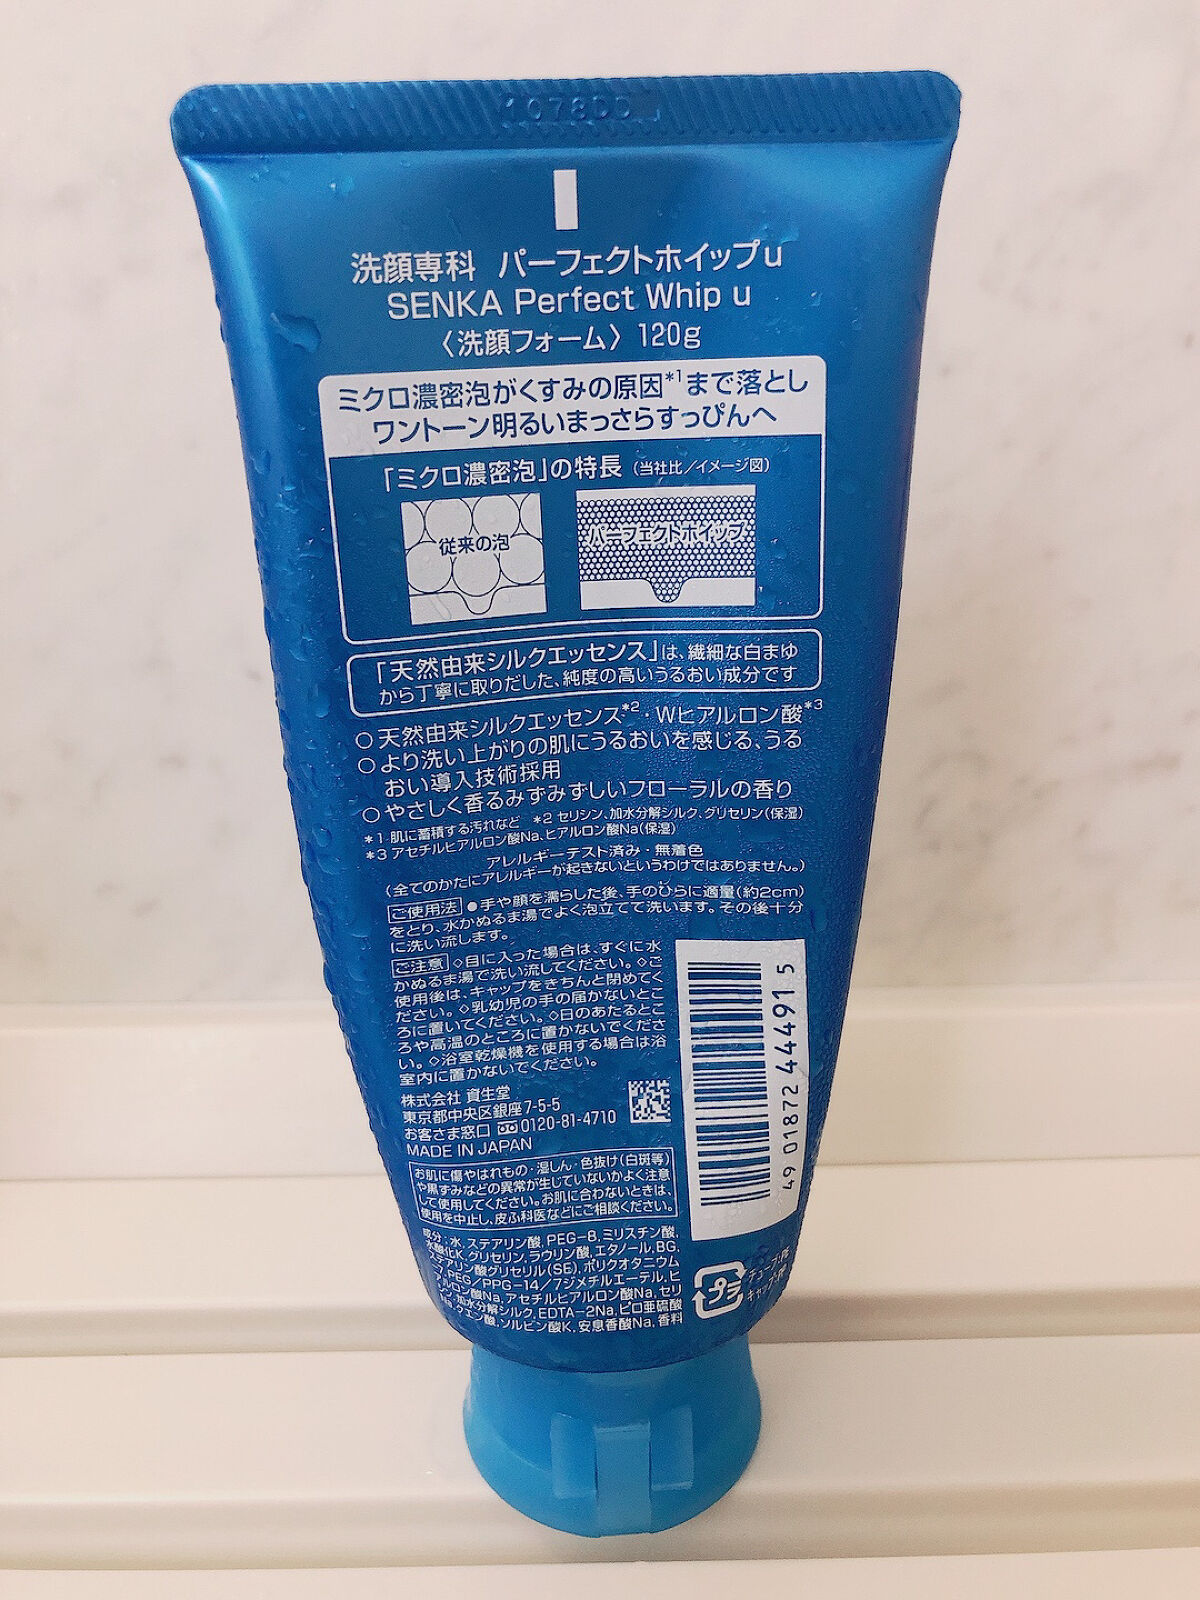 107800
洗顔専科 パーフェクトホイップu
SENKA Perfect Whip u
〈洗顔フォーム〉 120g
ミクロ濃密泡がくすみの原因*1まで落とし
ワントーン明るいまっさらすっぴんへ
「ミクロ濃密泡」の特長（当社比／イメージ図）
従来の泡
パーフェクトホイップ
「天然由来シルクエッセンス」は、繊細な白まゆ
から丁寧に取りだした、純度の高いうるおい成分です
○天然由来シルクエッセンス*2・Wヒアルロン酸*3
○より洗い上がりの肌にうるおいを感じる、うる
おい導入技術採用
○やさしく香るみずみずしいフローラルの香り
*1 肌に蓄積する汚れなど *2 セリシン、加水分解シルク、グリセリン（保湿）
*3 アセチルヒアルロン酸Na、ヒアルロン酸Na（保湿）
アレルギーテスト済み・無着色
（全てのかたにアレルギーが起きないというわけではありません。）
ご使用法 ●手や顔を濡らした後、手のひらに適量（約2cm）
をとり、水かぬるま湯でよく泡立てて洗います。その後十分
に洗い流します。
ご注意 ◇目に入った場合は、すぐに水
かぬるま湯で洗い流してください。◇ご
使用後は、キャップをきちんと閉めてく
ださい。◇乳幼児の手の届かないとこ
ろに置いてください。◇日のあたるとこ
ろや高温のところに置かないでくださ
い。◇浴室乾燥機を使用する場合は浴
室内に置かないでください。
株式会社 資生堂
東京都中央区銀座7-5-5
お客さま窓口 0120-81-4710
MADE IN JAPAN
お肌に傷やはれもの・湿しん・色抜け（白斑等）
や黒ずみなどの異常が生じていないかよく注意
して使用してください。お肌に合わないときは、
使用を中止し、皮ふ科医などにご相談ください。
成分：水，ステアリン酸，PEG-8，ミリスチン酸，
水酸化K，グリセリン，ラウリン酸，エタノール，BG，
ステアリン酸グリセリル（SE），ポリクオタニウム
-7，PEG/PPG-14/7ジメチルエーテル，ヒ
アルロン酸Na，アセチルヒアルロン酸Na，セリ
シン，加水分解シルク，EDTA-2Na，ピロ亜硫酸
Na，クエン酸，ソルビン酸K，安息香酸Na，香料
49 01872 44491 5
プラ
チューブ：PE
キャップ：PP